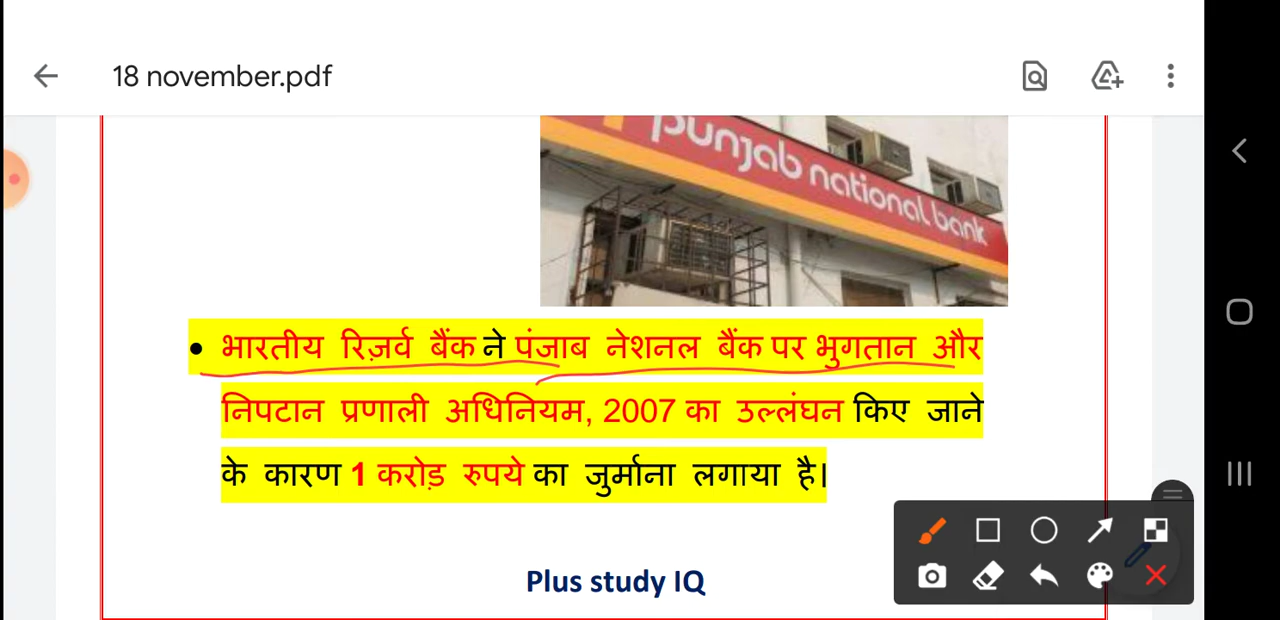 18 november.pdf
punjab national bank
भारतीय रिज़र्व बैंक ने पंजाब नेशनल बैंक पर भुगतान और
निपटान प्रणाली अधिनियम, 2007 का उल्लंघन किए जाने
के कारण 1 करोड़ रुपये का जुर्माना लगाया है।
Plus study IQ